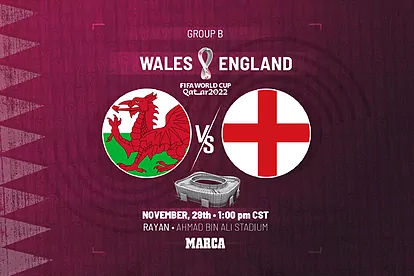 GROUP B
WALES ENGLAND
FIFA WORLD CUP
Qatar2022
VS
NOVEMBER, 29th • 1:00 pm CST
RAYAN • AHMAD BIN ALI STADIUM
MARCA